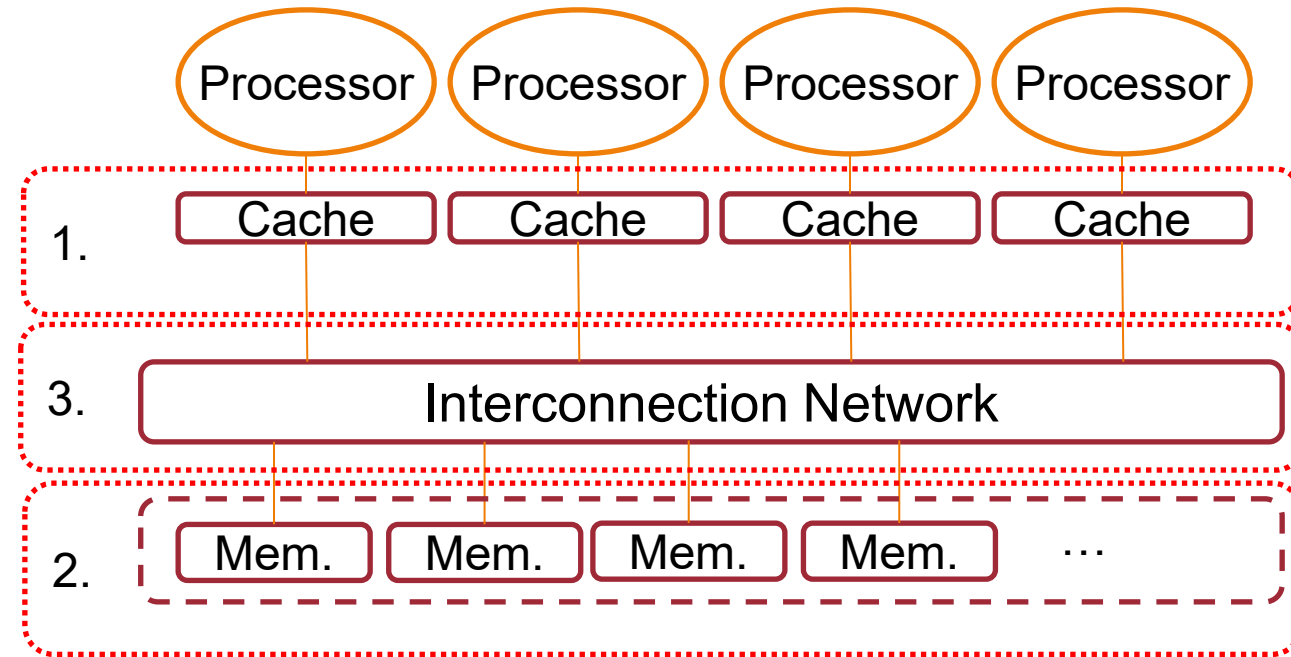 Processor Processor Processor Processor
1. Cache Cache Cache Cache
3. Interconnection Network
2. Mem. Mem. Mem. Mem. ...